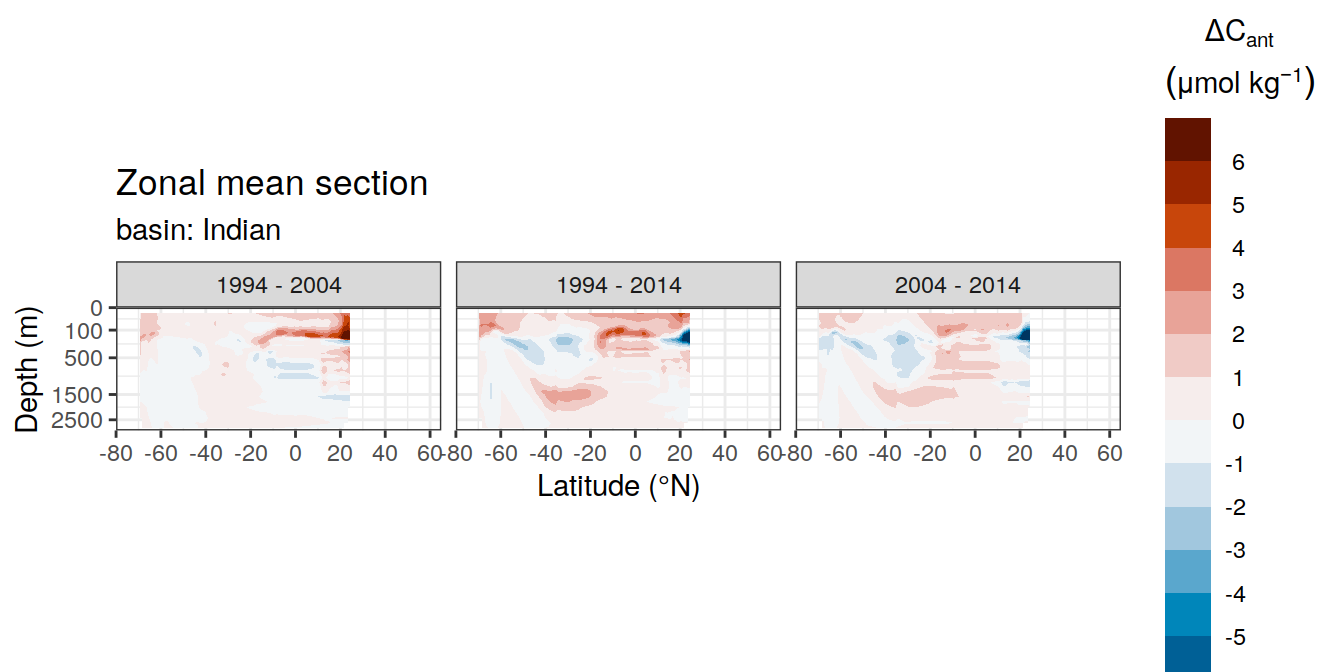 ΔCant
(μmol kg⁻¹)
6
5
4
3
2
1
0
-1
-2
-3
-4
-5
Zonal mean section
basin: Indian
1994 - 2004
1994 - 2014
2004 - 2014
Depth (m)
0
100
500
1500
2500
-80 -60 -40 -20 0 20 40 60
-80 -60 -40 -20 0 20 40 60
-80 -60 -40 -20 0 20 40 60
Latitude (°N)